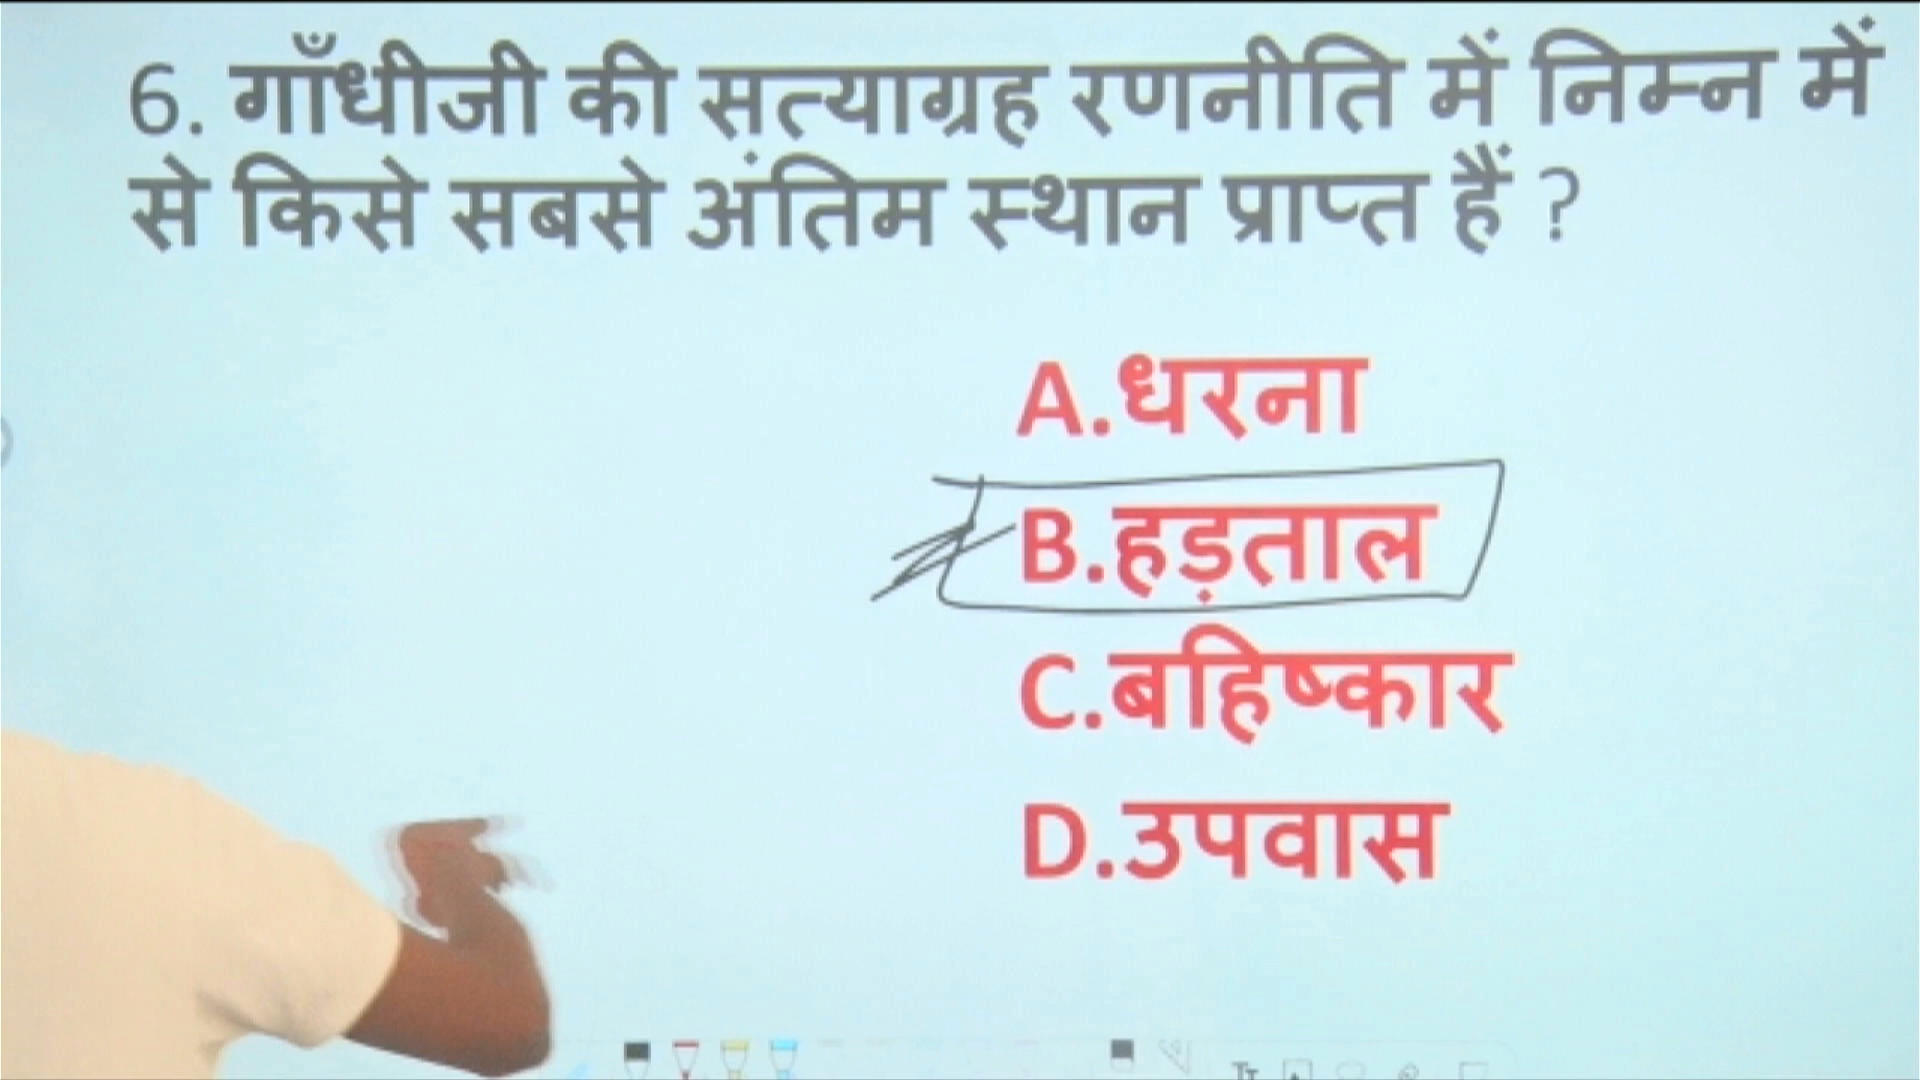 6. गाँधीजी की सत्याग्रह रणनीति में निम्न में
से किसे सबसे अंतिम स्थान प्राप्त हैं ?
A.धरना
B.हड़ताल
C.बहिष्कार
D.उपवास